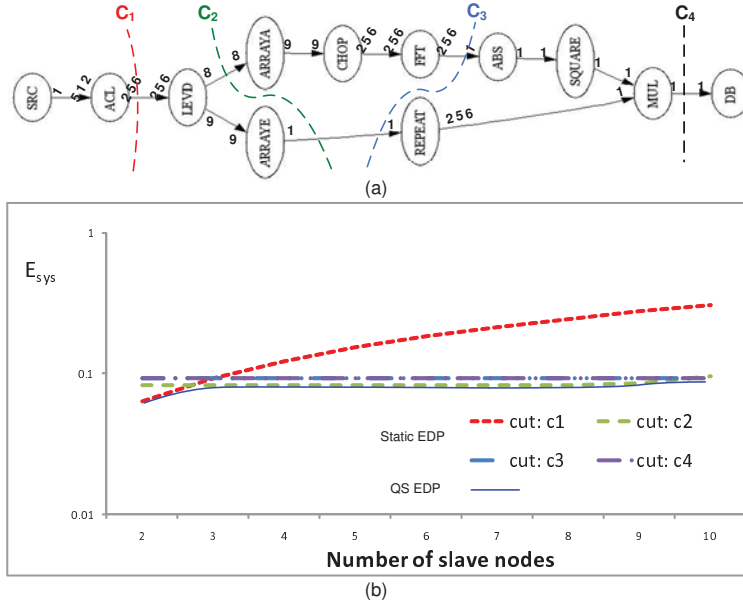 C1 C2 C3 C4
SRC 1 512 ACL 256 256 LEVD
8 8 ARRAYA 9 9 CHOP 256 256 FFT 256 1 ABS 1 1 SQUARE 1 1
9 9 ARRAYE 1 1 REPEAT 256 1
MUL 1 1 DB
(a)
1
Esys
0.1
0.01
Static EDP
cut: c1 cut: c2
cut: c3 cut: c4
QS EDP
2 3 4 5 6 7 8 9 10
Number of slave nodes
(b)